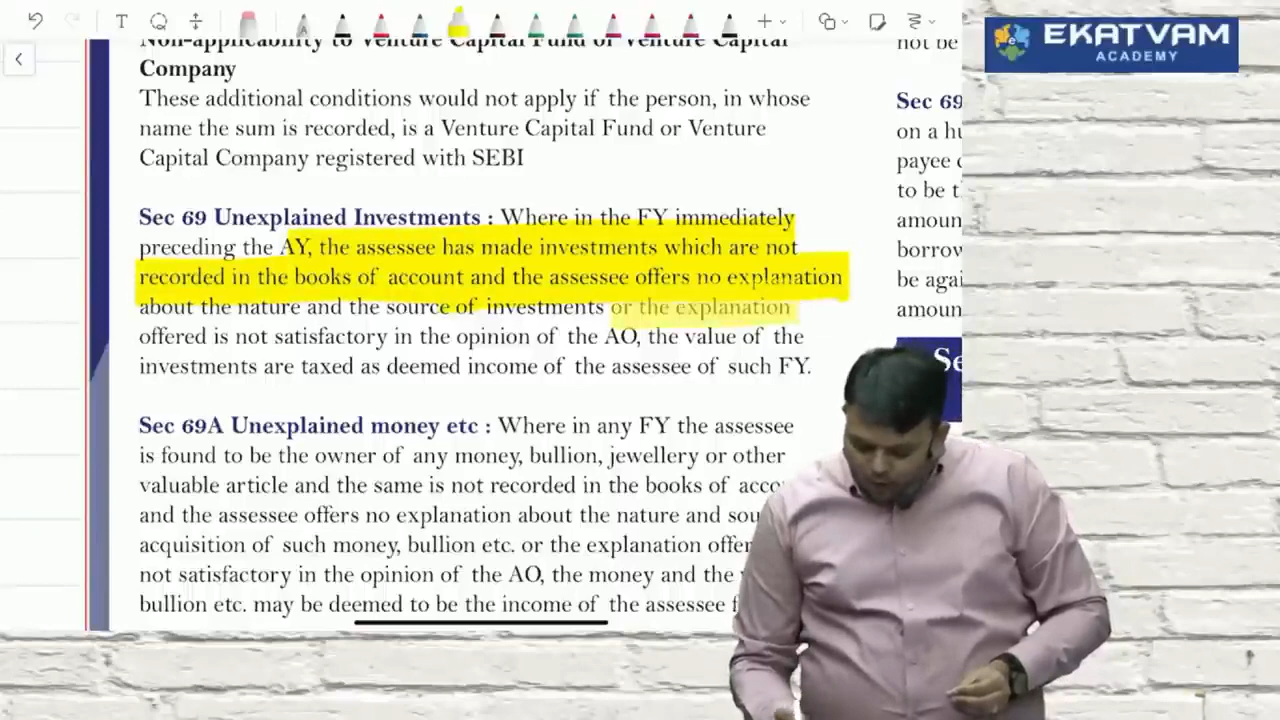 EKATVAM
ACADEMY
T
Non-applicability to Venture Capital Fund or Venture Capital
Company
These additional conditions would not apply if the person, in whose
name the sum is recorded, is a Venture Capital Fund or Venture
Capital Company registered with SEBI
Sec 69 Unexplained Investments : Where in the FY immediately
preceding the AY, the assessee has made investments which are not
recorded in the books of account and the assessee offers no explanation
about the nature and the source of investments or the explanation
offered is not satisfactory in the opinion of the AO, the value of the
investments are taxed as deemed income of the assessee of such FY.
Sec 69A Unexplained money etc : Where in any FY the assessee
is found to be the owner of any money, bullion, jewellery or other
valuable article and the same is not recorded in the books of
and the assessee offers no explanation about the nature and
acquisition of such money, bullion etc. or the explanation
not satisfactory in the opinion of the AO, the money and the
bullion etc. may be deemed to be the income of the assessee
not be
Sec 69
on a
payee
to be
amoun
borrow
be
amoun
Se